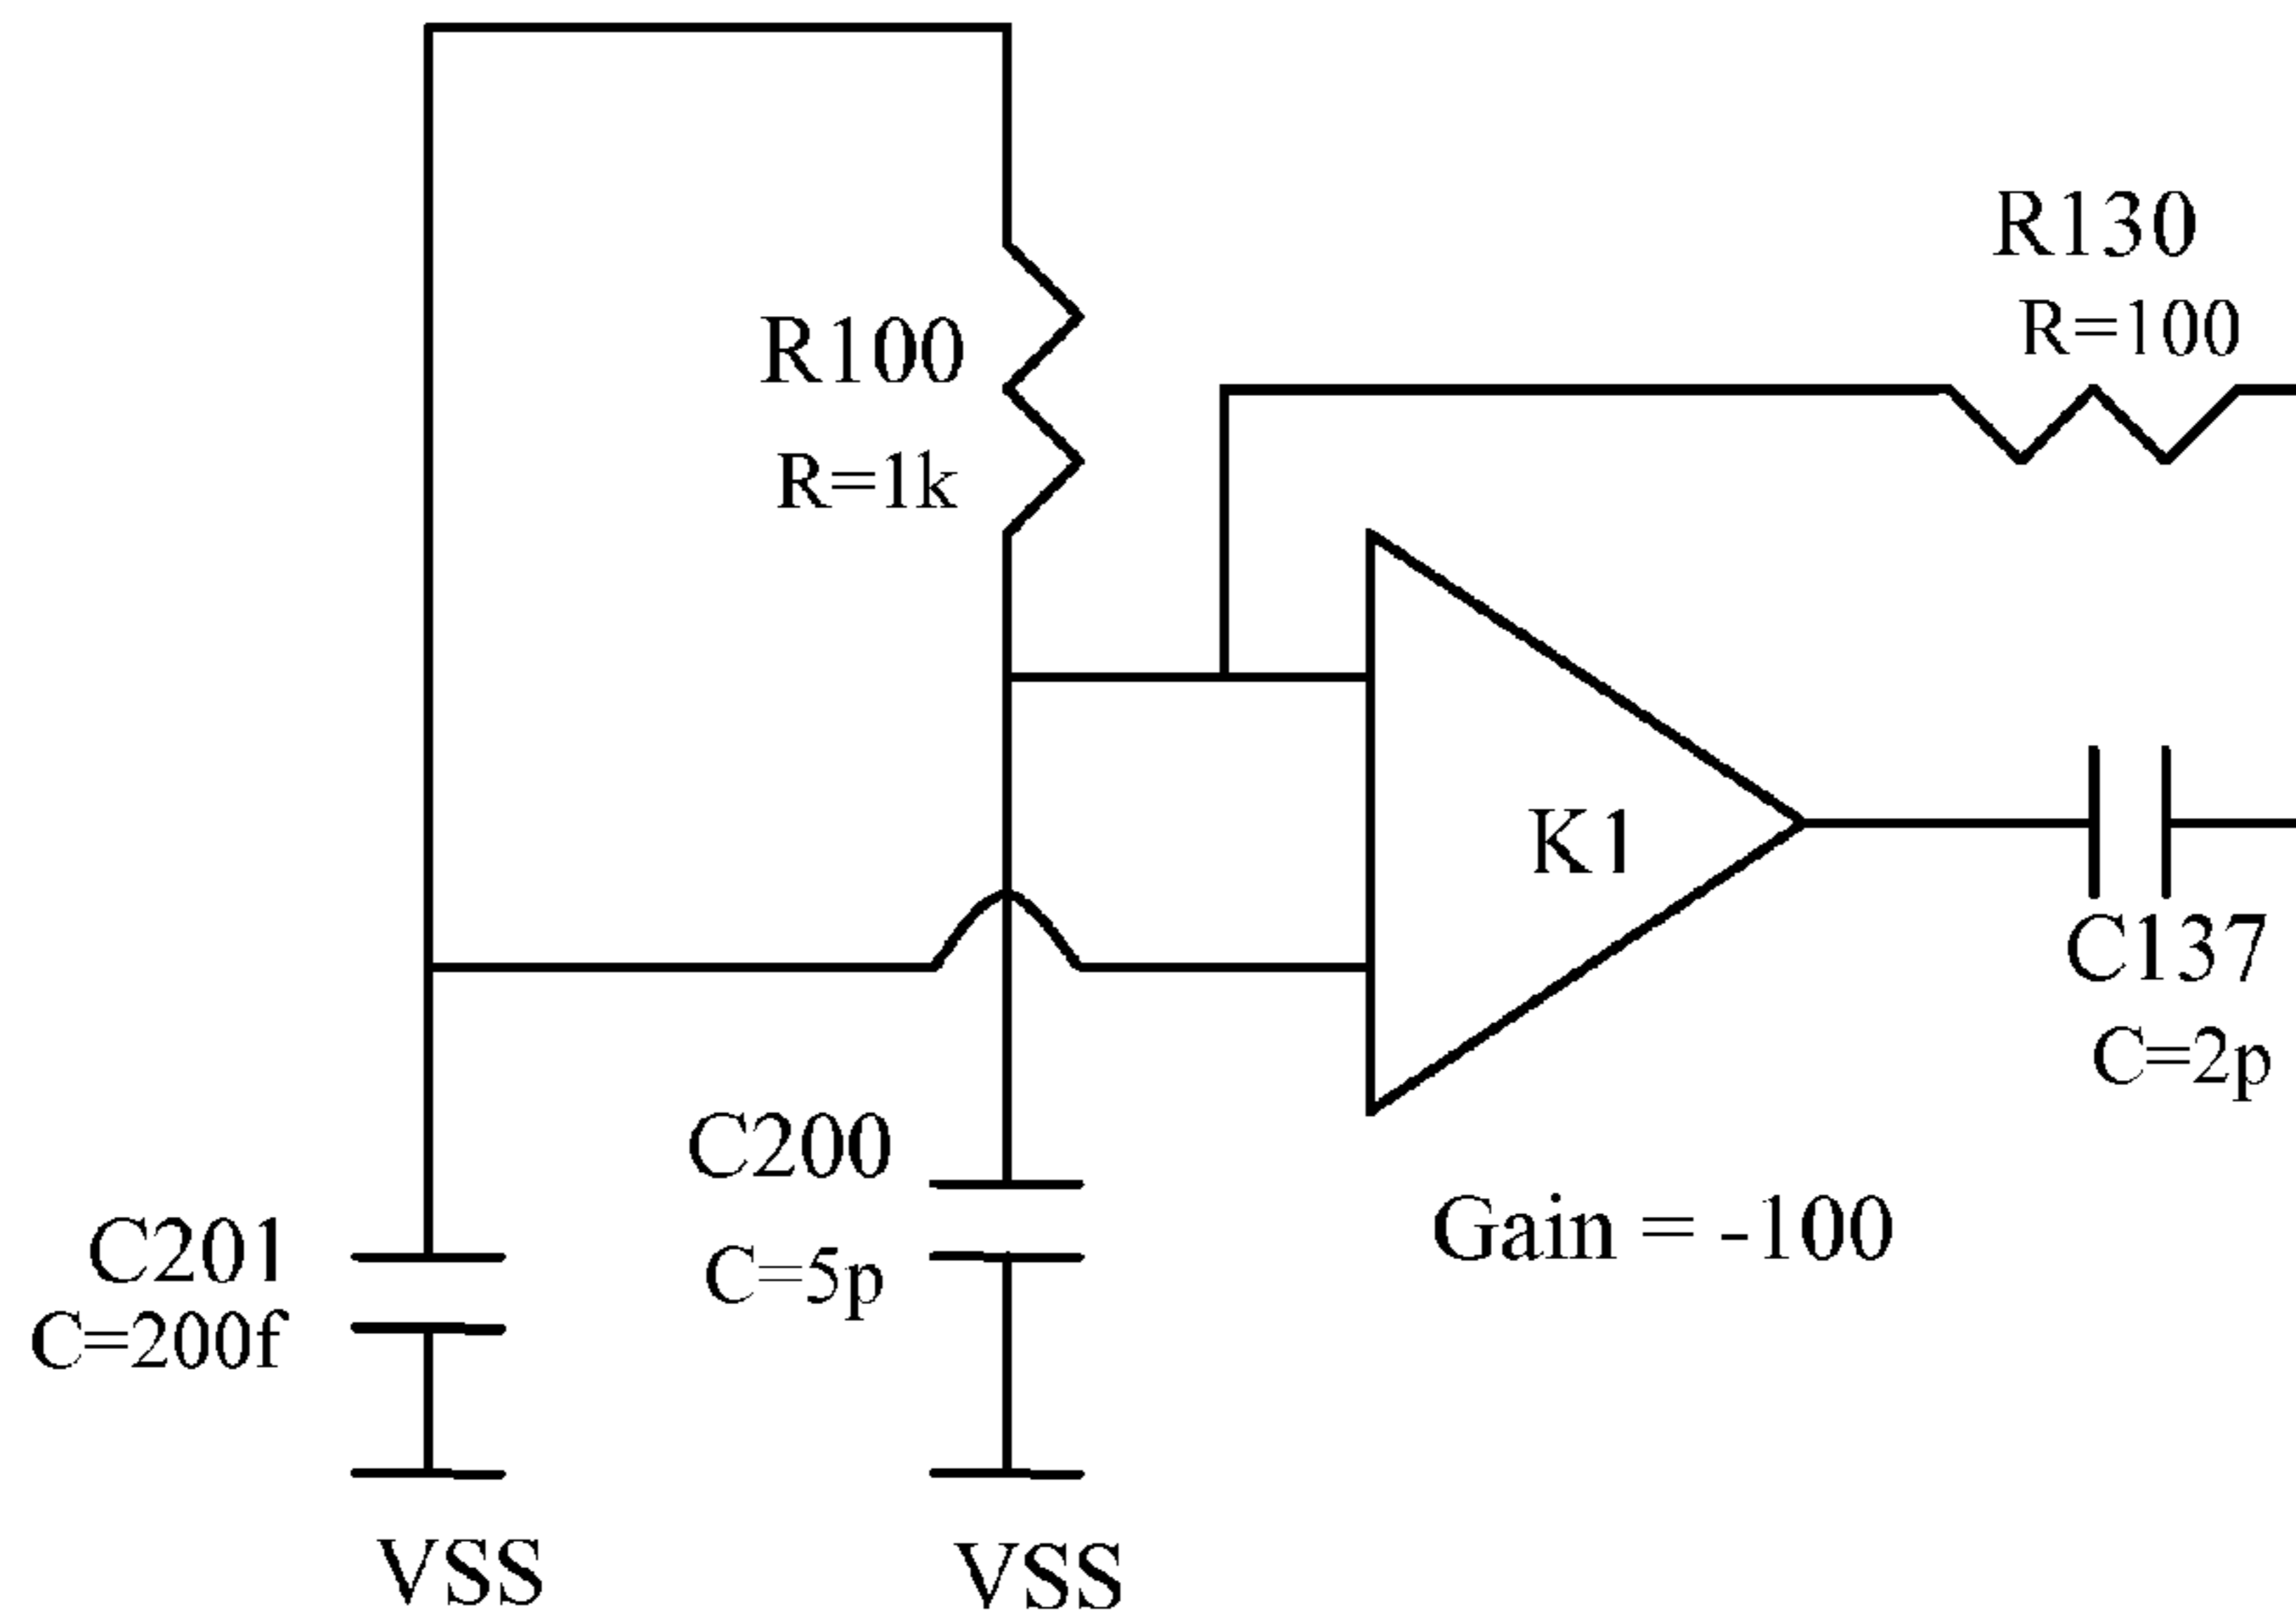 R130
R=100
R100
R=1k
K1
C137
C=2p
C200
C=5p
Gain = -100
C201
C=200f
VSS
VSS